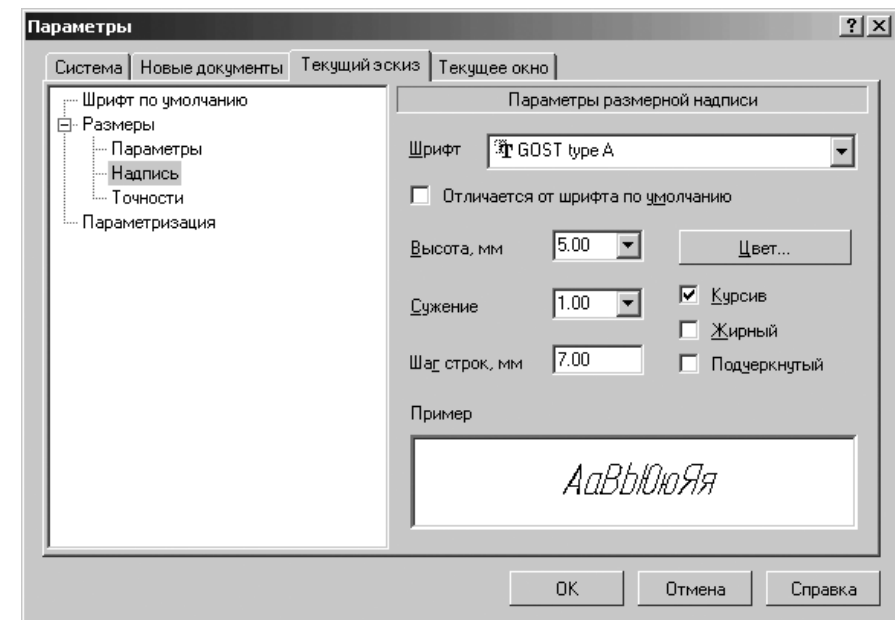 Параметры
Система Новые документы Текущий эскиз Текущее окно
Шрифт по умолчанию
Размеры
Параметры
Надпись
Точности
Параметризация
Параметры размерной надписи
Шрифт GOST type A
Отличается от шрифта по умолчанию
Высота, мм 5.00 Цвет...
Сужение 1.00 Курсив
Жирный
Шаг строк, мм 7.00 Подчеркнутый
Пример
АаВbЮюЯя
OK Отмена Справка